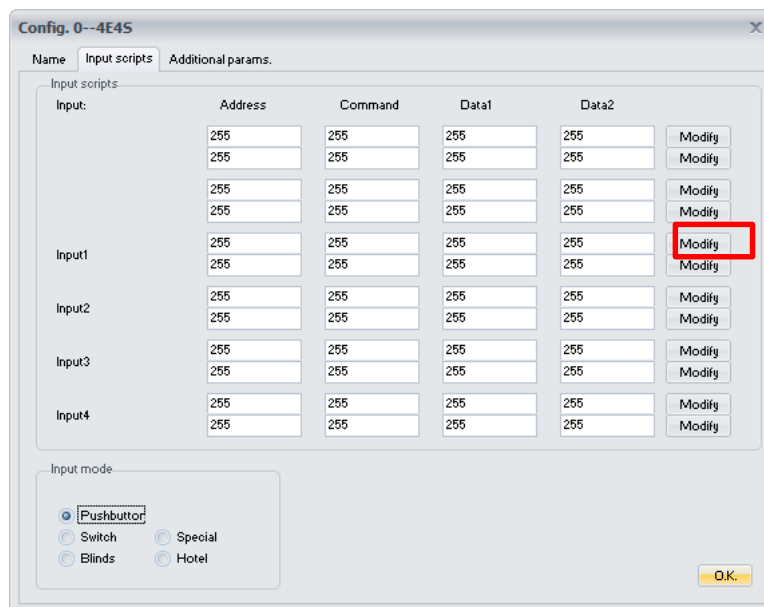 Config. 0--4E4S X
Name Input scripts Additional params.
Input scripts
Input: Address Command Data1 Data2
255 255 255 255 Modify
255 255 255 255 Modify
255 255 255 255 Modify
255 255 255 255 Modify
Input1
255 255 255 255 Modify
255 255 255 255 Modify
Input2
255 255 255 255 Modify
255 255 255 255 Modify
Input3
255 255 255 255 Modify
255 255 255 255 Modify
Input4
255 255 255 255 Modify
255 255 255 255 Modify
Input mode
Pushbuttor
Switch Special
Blinds Hotel
O.K.